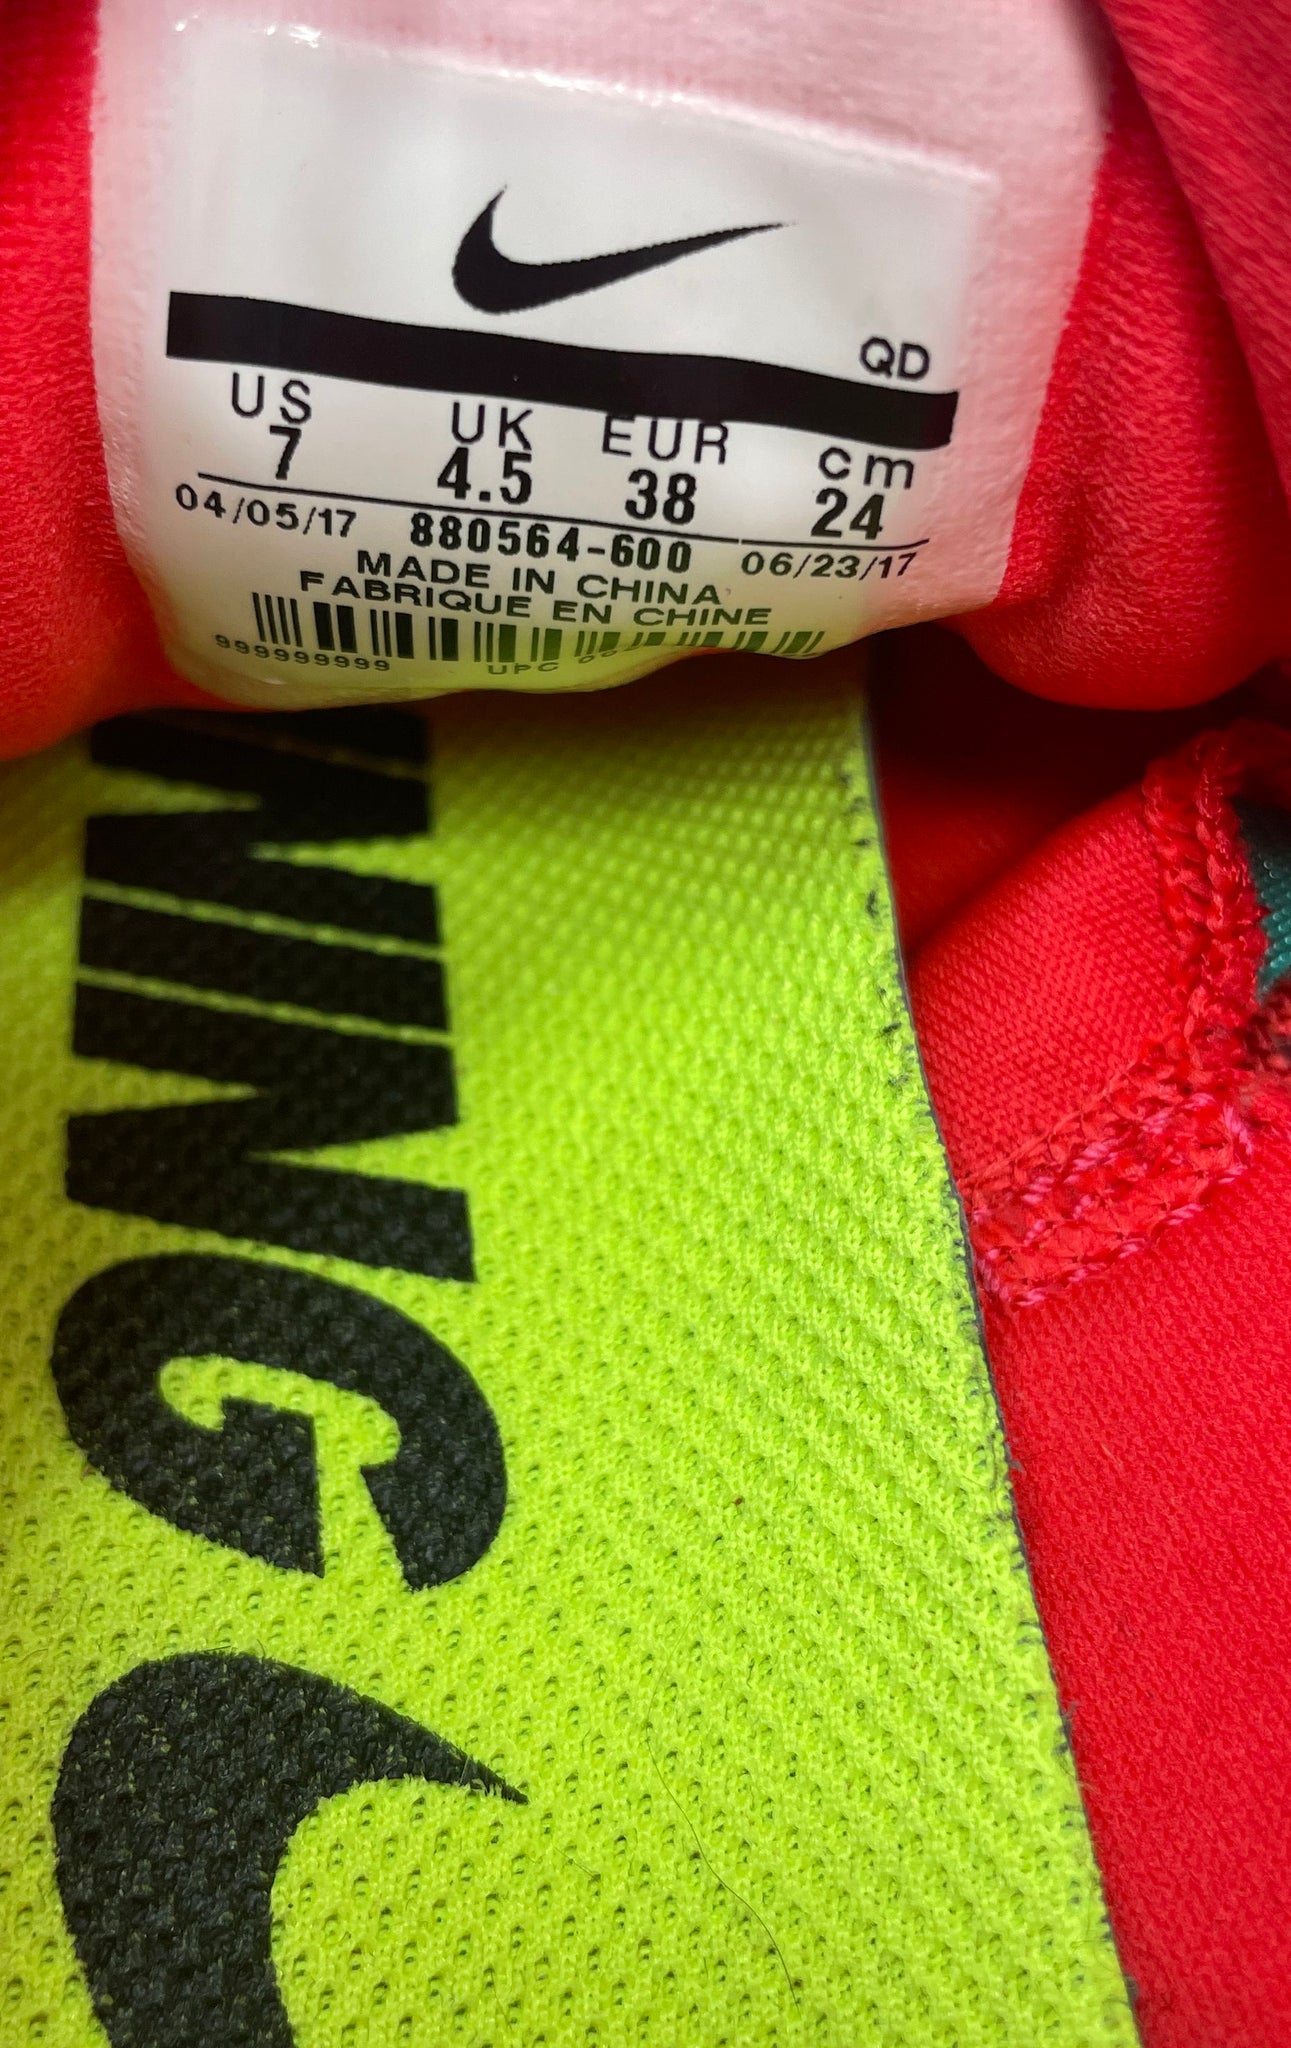 QD
US UK EUR cm
7 4.5 38 24
04/05/17 880564-600 06/23/17
MADE IN CHINA
FABRIQUE EN CHINE
999999999 UPC